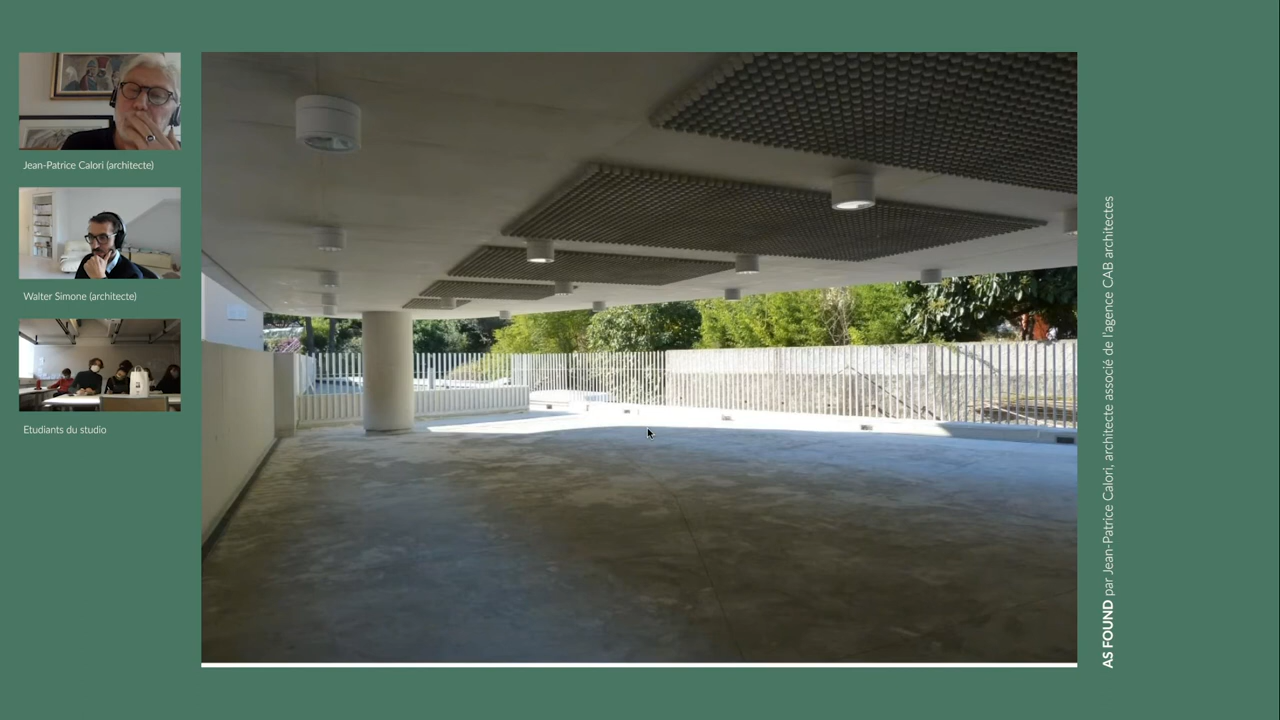 Jean-Patrice Calori (architecte)
Walter Simone (architecte)
Etudiants du studio
AS FOUND par Jean-Patrice Calori, architecte associé de l'agence CAB architectes